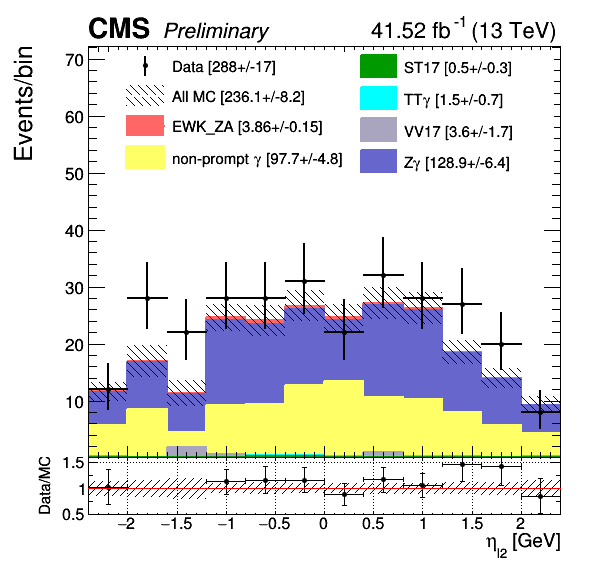 CMS Preliminary 41.52 fb⁻¹ (13 TeV)
Events/bin
70
60
50
40
30
20
10
Data [288+/-17]
All MC [236.1+/-8.2]
EWK_ZA [3.86+/-0.15]
non-prompt γ [97.7+/-4.8]
ST17 [0.5+/-0.3]
TTγ [1.5+/-0.7]
VV17 [3.6+/-1.7]
Zγ [128.9+/-6.4]
Data/MC
1.5
1
0.5
−2 −1.5 −1 −0.5 0 0.5 1 1.5 2
η_l2 [GeV]